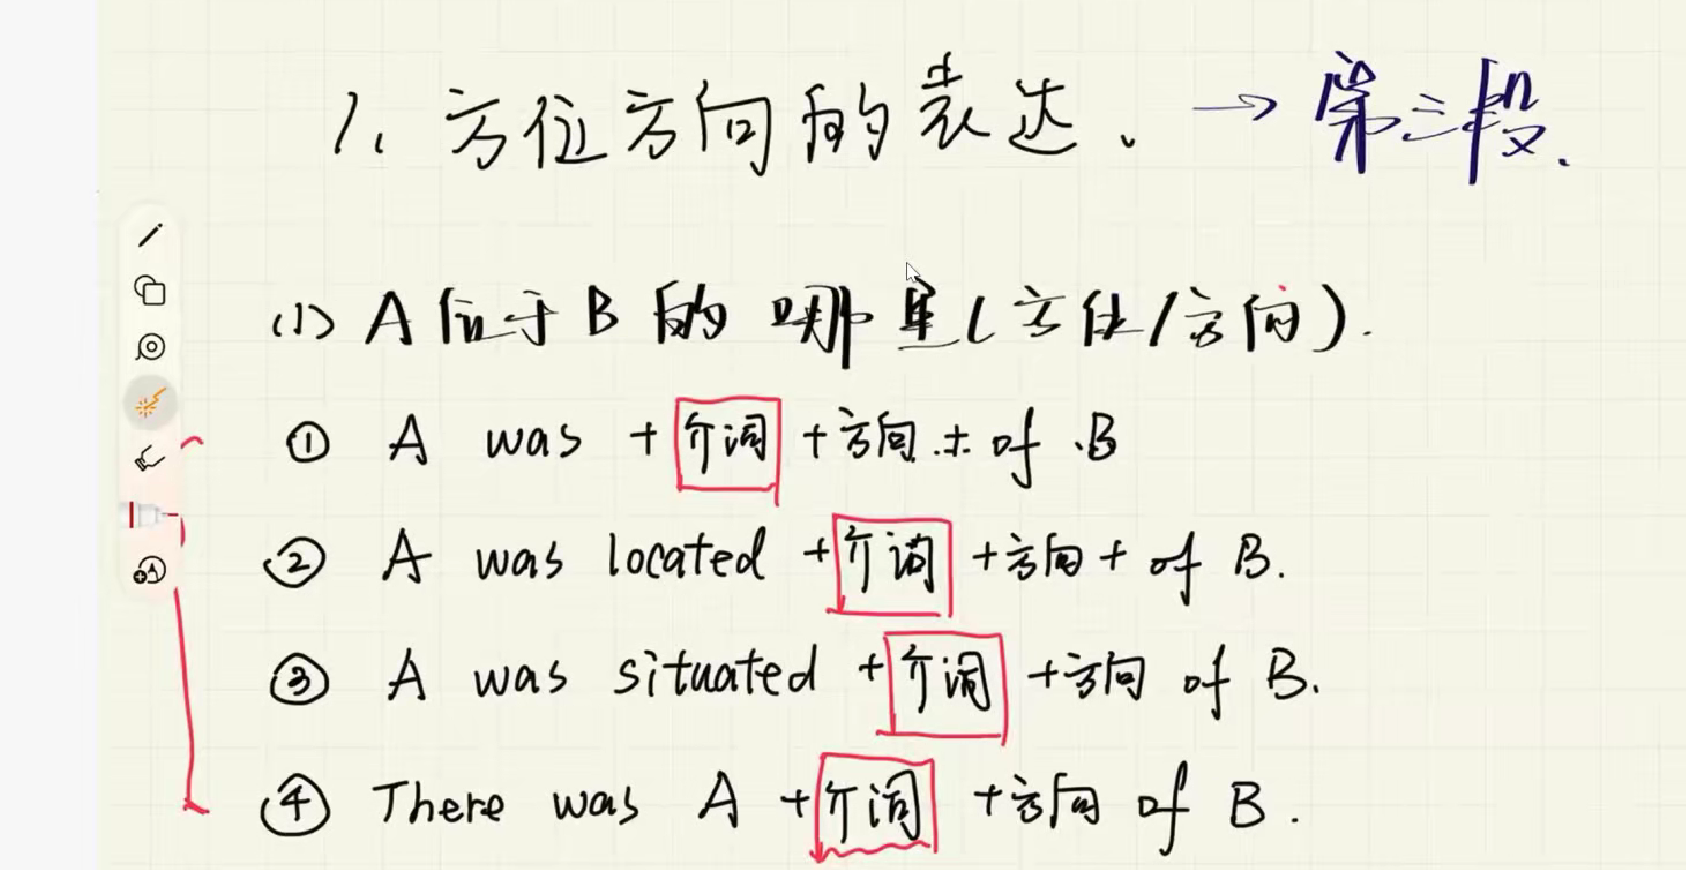 1. 方位方向的表达. → 第三段.
(1) A 位于 B 的 哪里(方位/方向).
① A was + 介词 + 方向 + of B
② A was located + 介词 + 方向 + of B.
③ A was situated + 介词 + 方向 of B.
④ There was A + 介词 + 方向 of B.